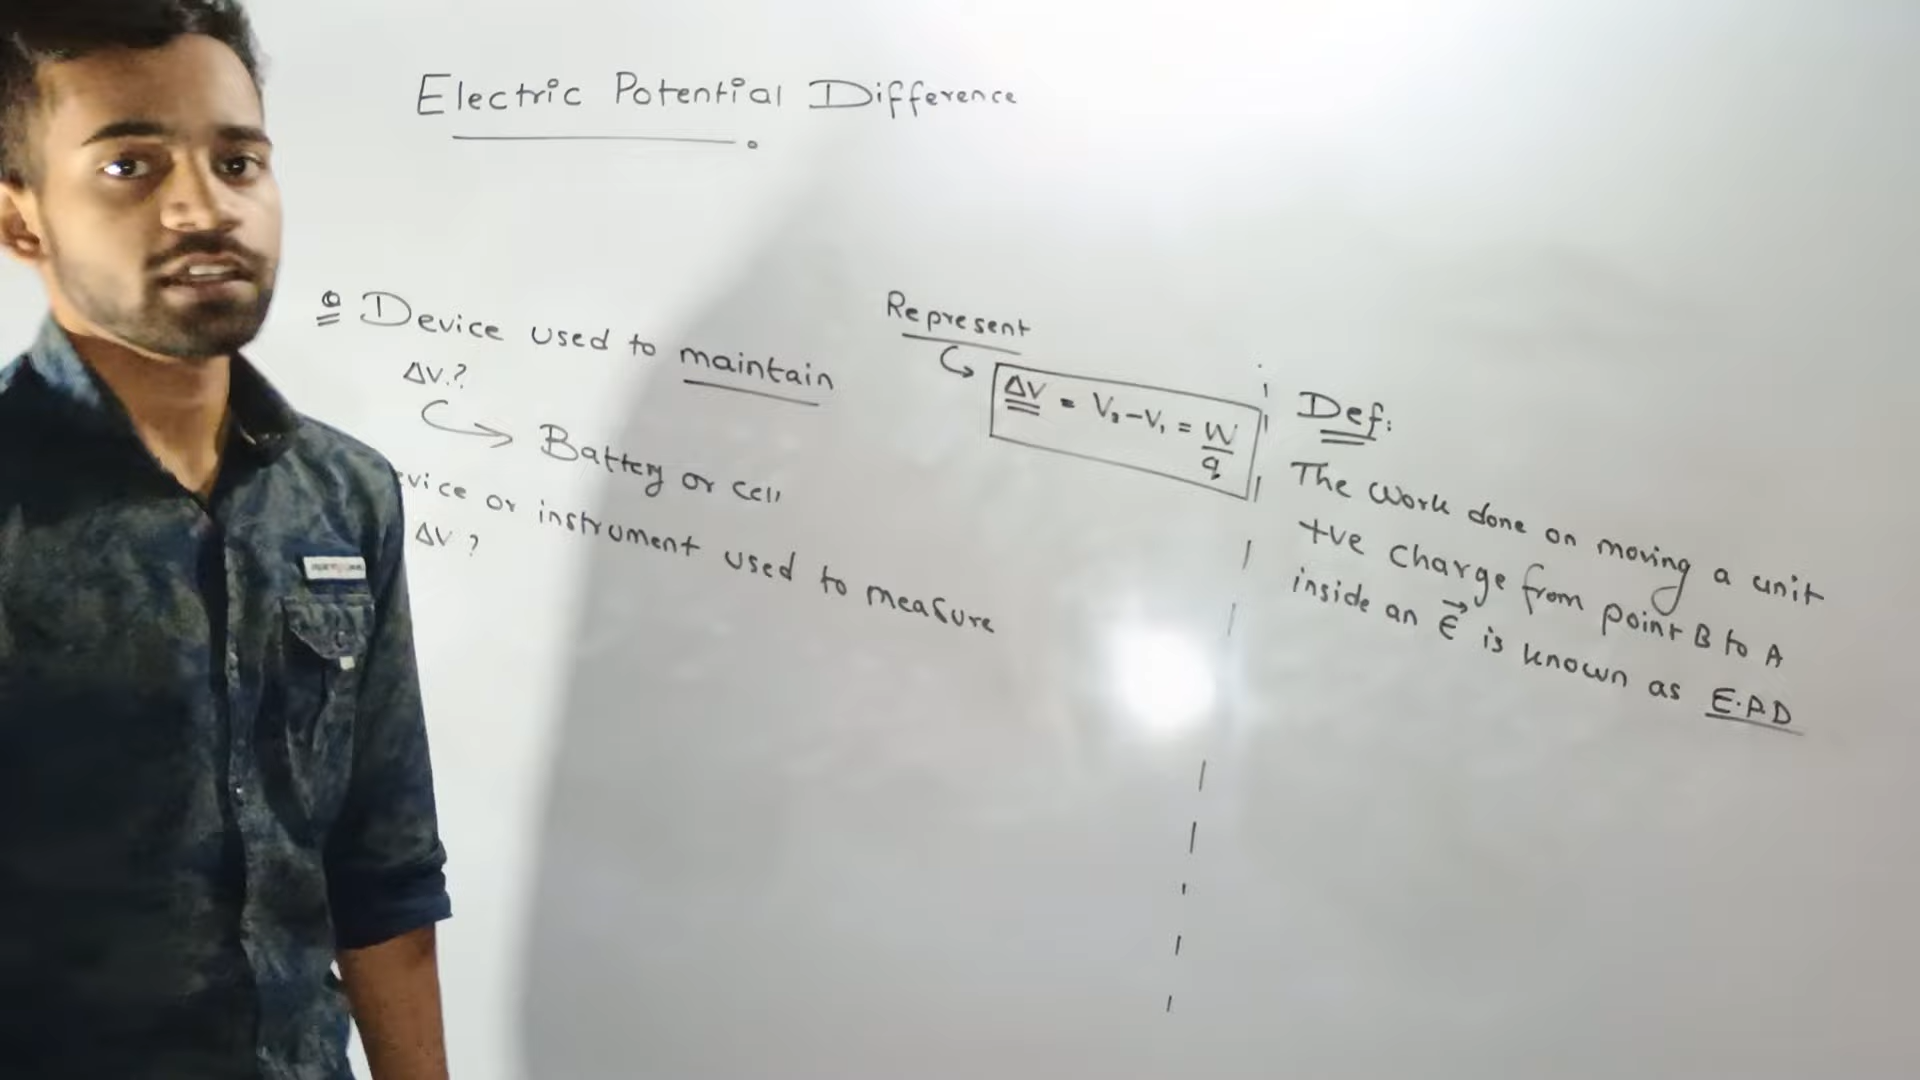 Electric Potential Difference
Device used to maintain
ΔV.?
Battery or cell
vice or instrument used to measure
ΔV ?
Represent
ΔV = V₂-V₁ = W/q
Def:
The work done on moving a unit
+ve charge from point B to A
inside an E⃗ is known as E.P.D